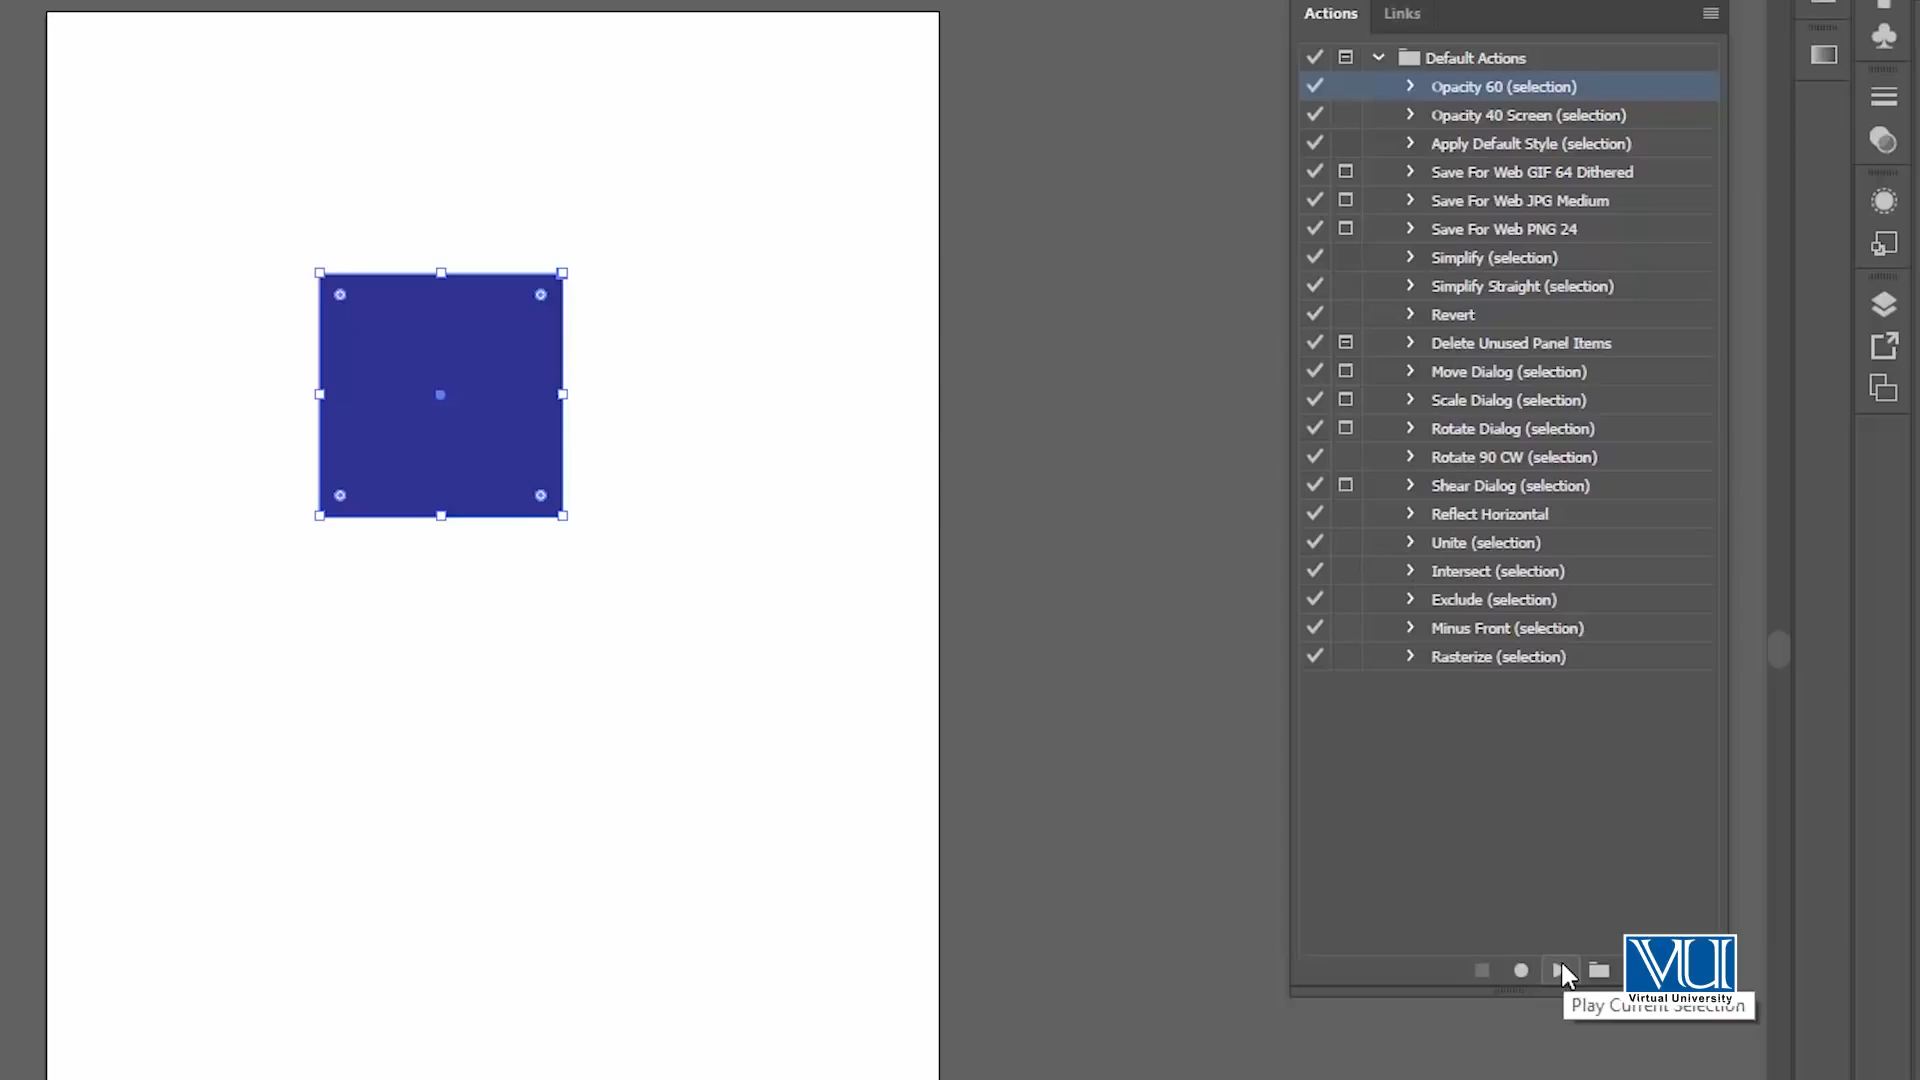 Actions
Links
Default Actions
Opacity 60 (selection)
Opacity 40 Screen (selection)
Apply Default Style (selection)
Save For Web GIF 64 Dithered
Save For Web JPG Medium
Save For Web PNG 24
Simplify (selection)
Simplify Straight (selection)
Revert
Delete Unused Panel Items
Move Dialog (selection)
Scale Dialog (selection)
Rotate Dialog (selection)
Rotate 90 CW (selection)
Shear Dialog (selection)
Reflect Horizontal
Unite (selection)
Intersect (selection)
Exclude (selection)
Minus Front (selection)
Rasterize (selection)
VU
Virtual University
Play Current Selection